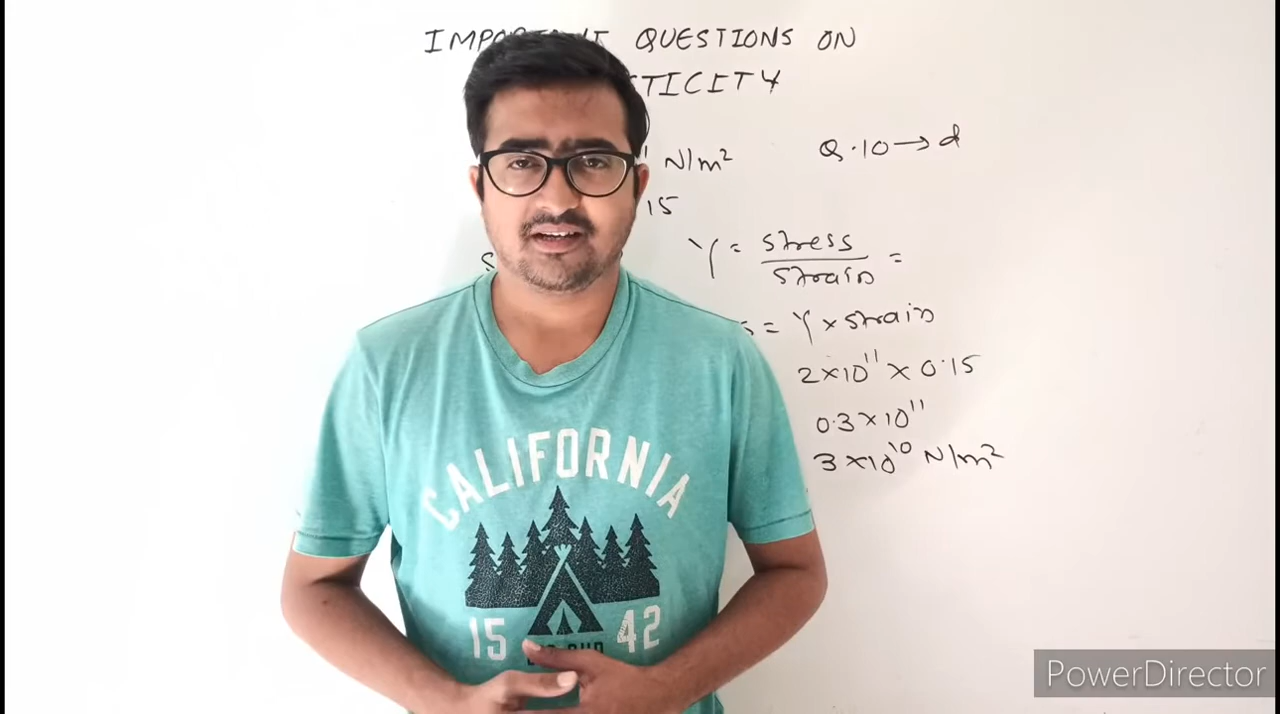 IMPORTANT QUESTIONS ON
TICITY
N/m² Q.10 → d
15
Y = stress / strain =
= Y × strain
2×10¹¹ × 0.15
0.3×10¹¹
3×10¹⁰ N/m²
CALIFORNIA
15 42
PowerDirector